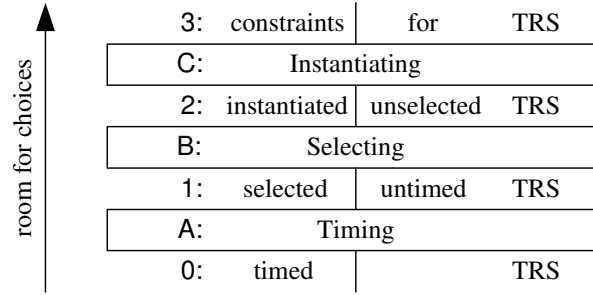 room for choices
3: constraints for TRS
C: Instantiating
2: instantiated unselected TRS
B: Selecting
1: selected untimed TRS
A: Timing
0: timed TRS